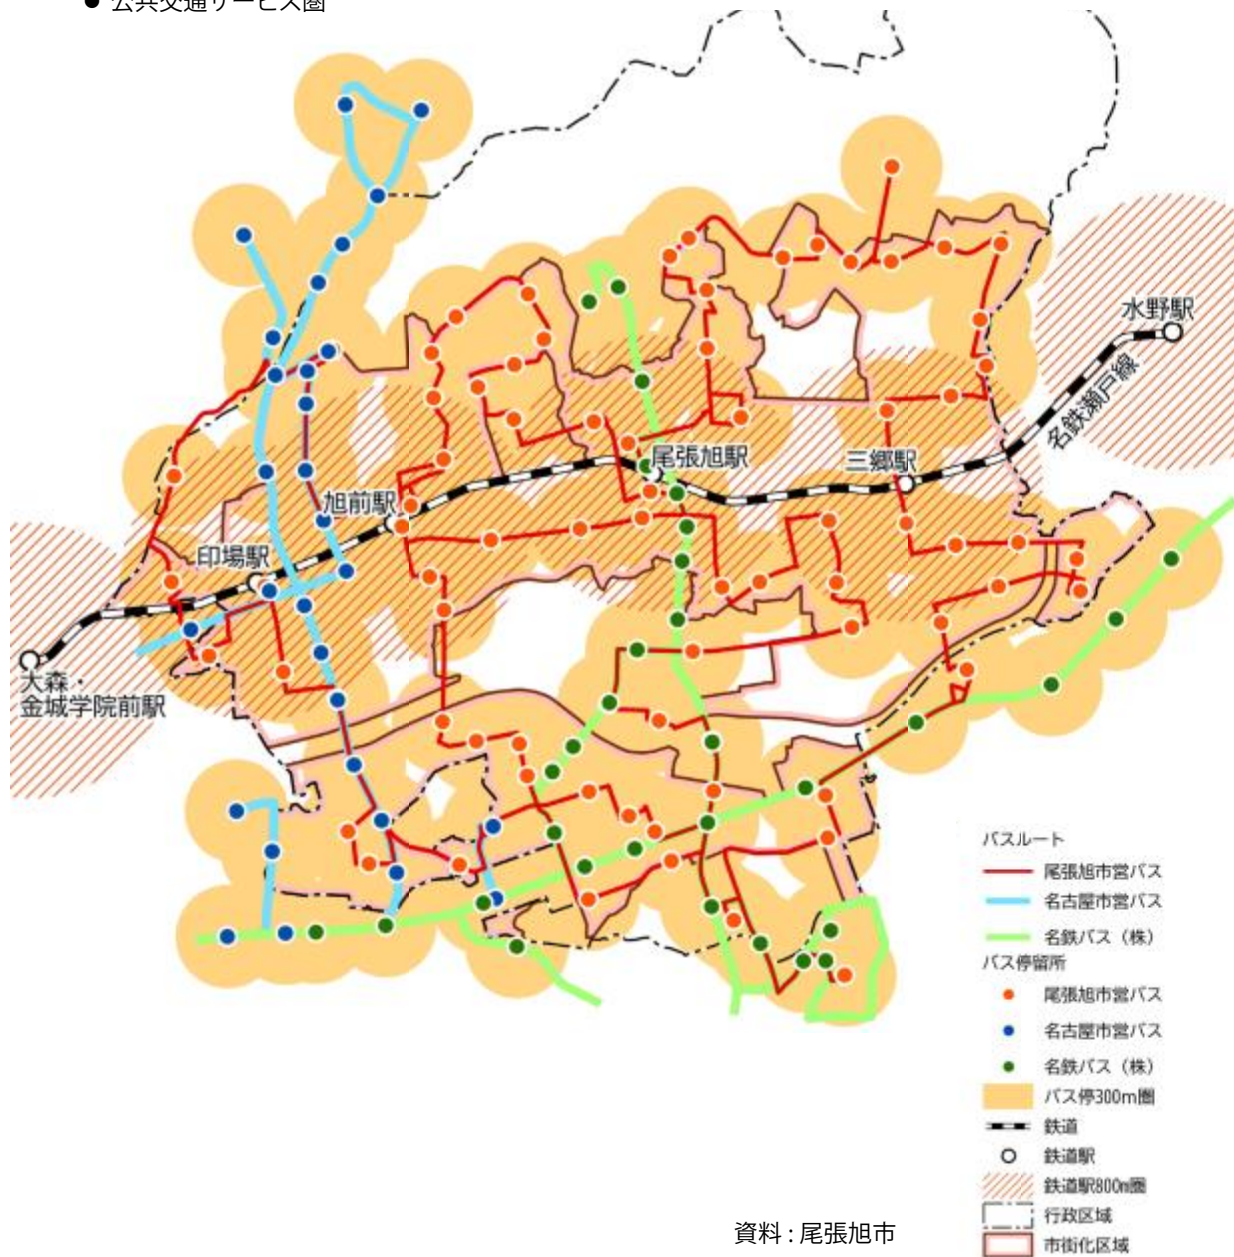 ● 公共交通サービス圏
水野駅
名鉄瀬戸線
尾張旭駅
三郷駅
旭前駅
印場駅
大森・
金城学院前駅
バスルート
尾張旭市営バス
名古屋市営バス
名鉄バス（株）
バス停留所
尾張旭市営バス
名古屋市営バス
名鉄バス（株）
バス停300m圏
鉄道
鉄道駅
鉄道駅800m圏
行政区域
市街化区域
資料：尾張旭市